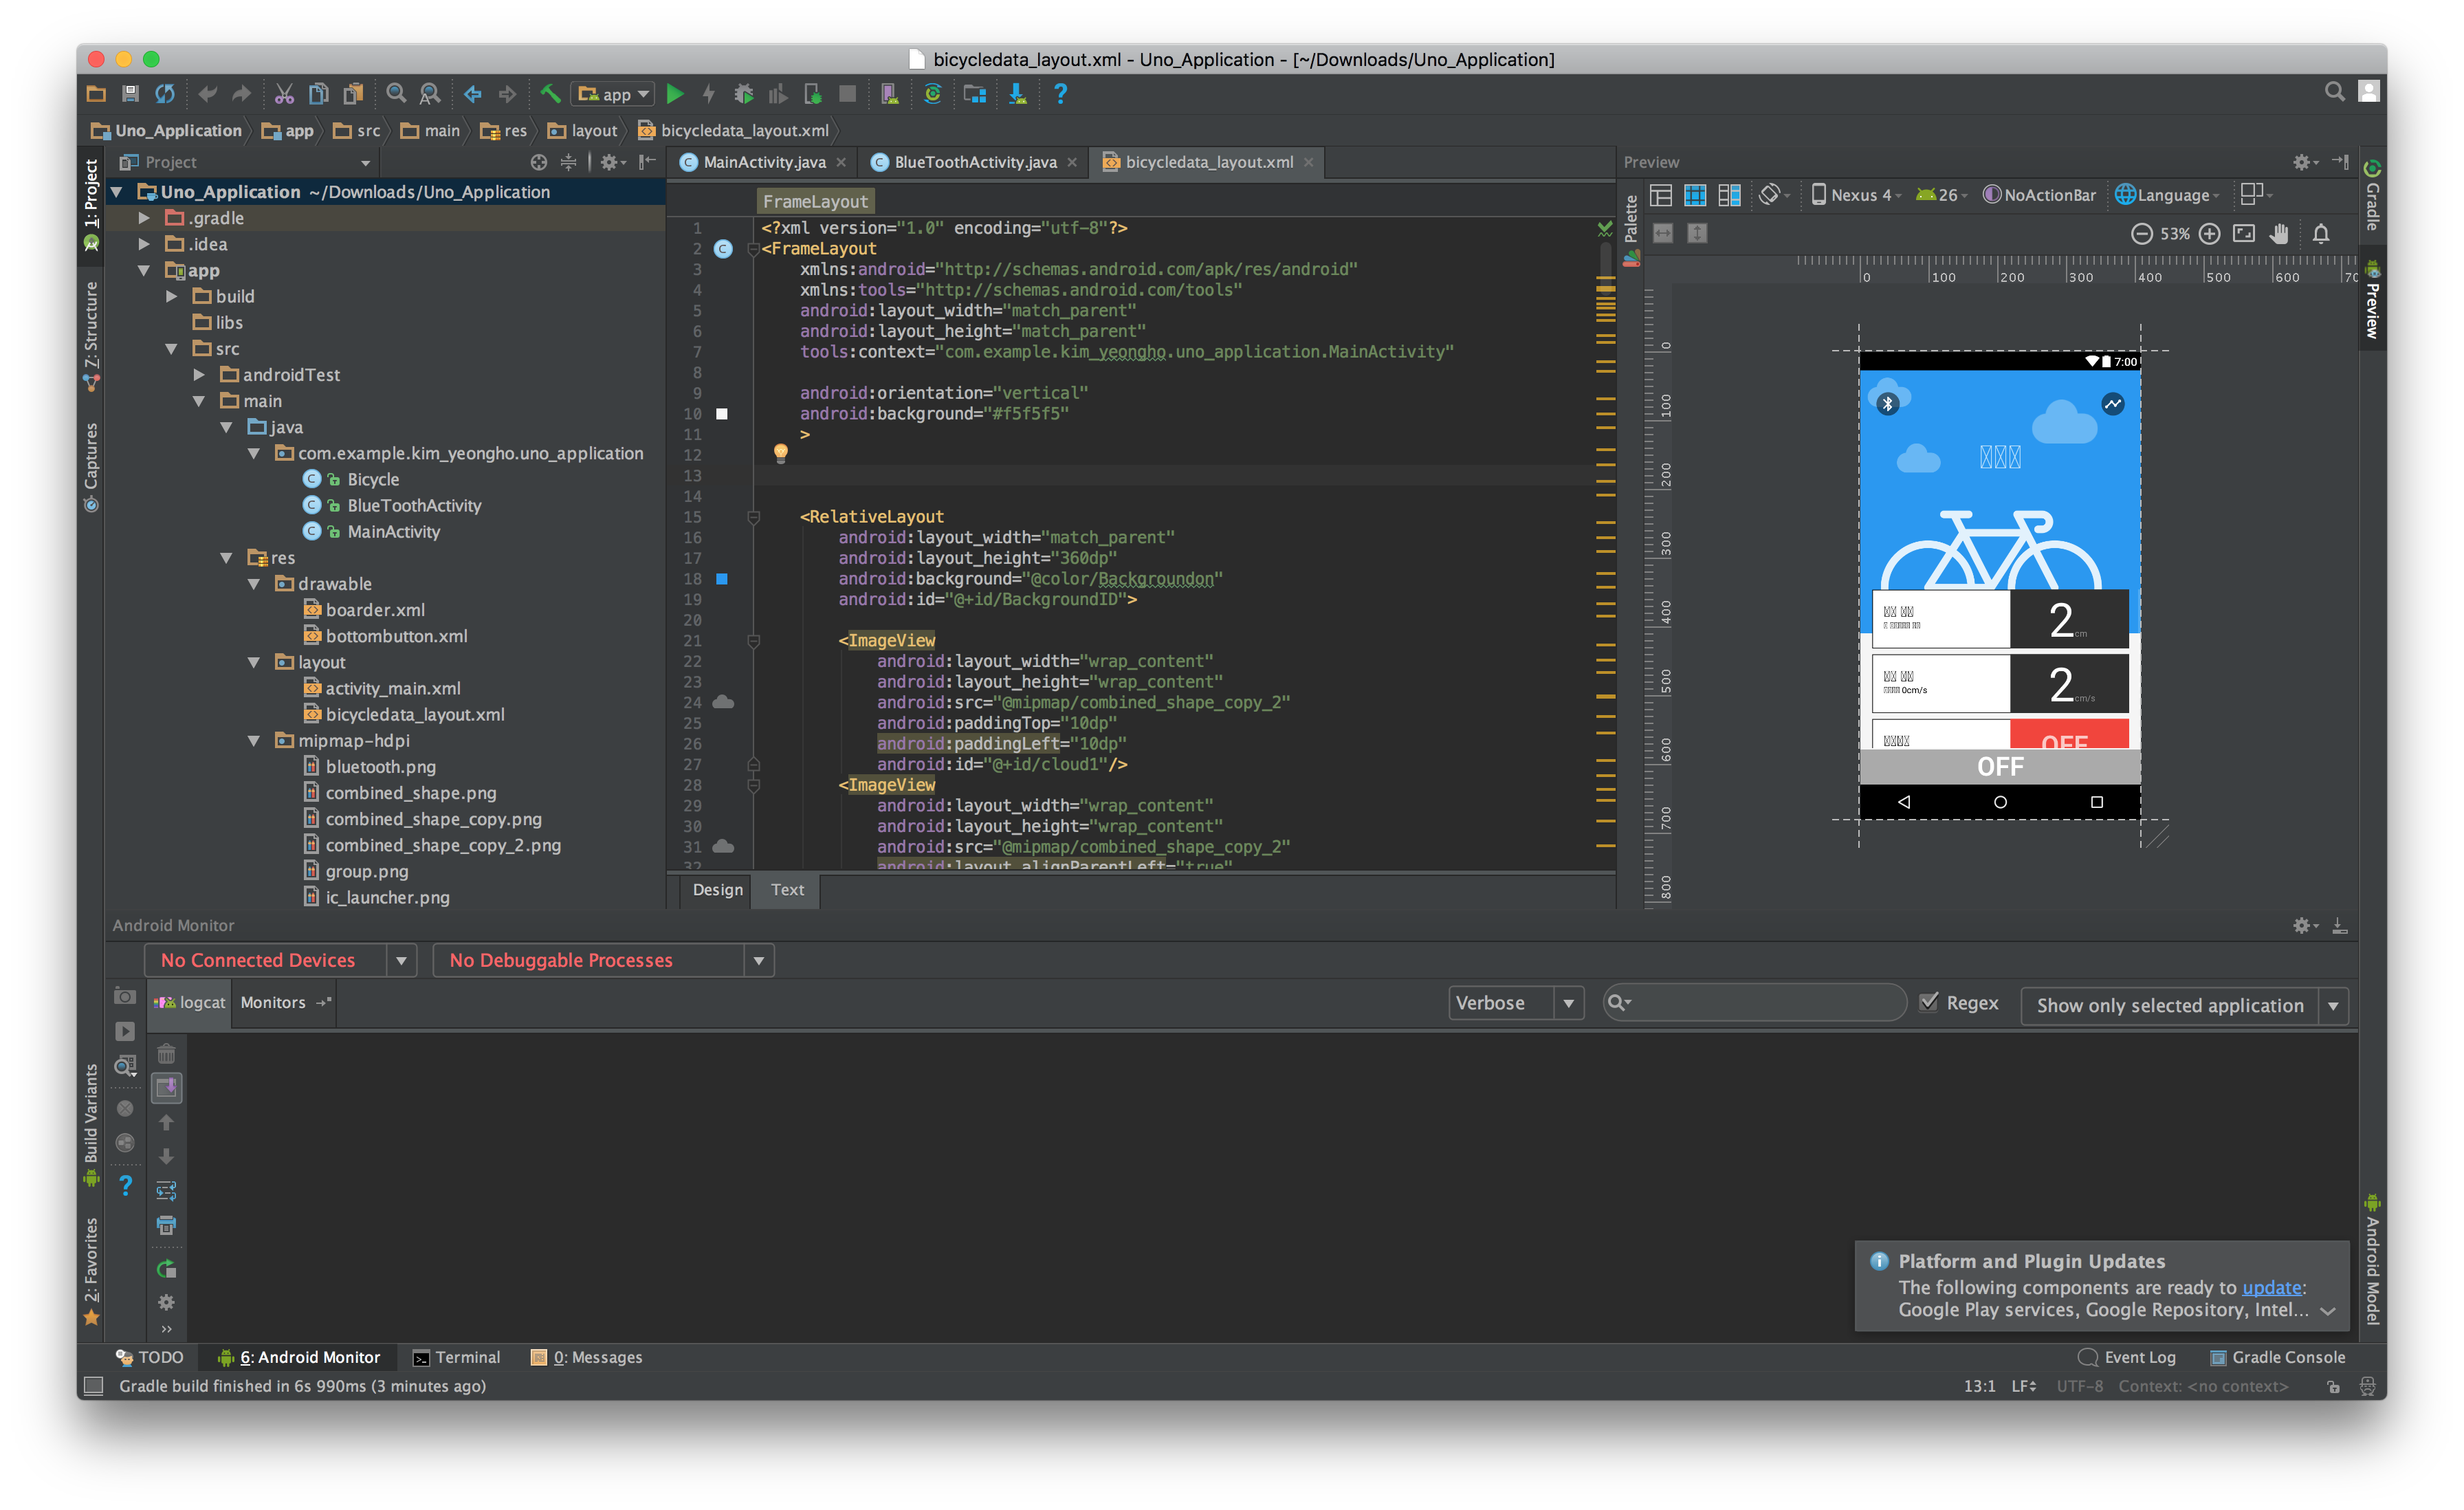 bicycledata_layout.xml - Uno_Application - [~/Downloads/Uno_Application]
app
Uno_Application app src main res layout bicycledata_layout.xml
Project
MainActivity.java BlueToothActivity.java bicycledata_layout.xml
Preview
1: Project
Z: Structure
Captures
Build Variants
2: Favorites
Uno_Application ~/Downloads/Uno_Application
.gradle
.idea
app
build
libs
src
androidTest
main
java
com.example.kim_yeongho.uno_application
Bicycle
BlueToothActivity
MainActivity
res
drawable
boarder.xml
bottombutton.xml
layout
activity_main.xml
bicycledata_layout.xml
mipmap-hdpi
bluetooth.png
combined_shape.png
combined_shape_copy.png
combined_shape_copy_2.png
group.png
ic_launcher.png
FrameLayout
1 <?xml version="1.0" encoding="utf-8"?>
2 <FrameLayout
3 xmlns:android="http://schemas.android.com/apk/res/android"
4 xmlns:tools="http://schemas.android.com/tools"
5 android:layout_width="match_parent"
6 android:layout_height="match_parent"
7 tools:context="com.example.kim_yeongho.uno_application.MainActivity"
8
9 android:orientation="vertical"
10 android:background="#f5f5f5"
11 >
12
13
14
15 <RelativeLayout
16 android:layout_width="match_parent"
17 android:layout_height="360dp"
18 android:background="@color/Backgroundon"
19 android:id="@+id/BackgroundID">
20
21 <ImageView
22 android:layout_width="wrap_content"
23 android:layout_height="wrap_content"
24 android:src="@mipmap/combined_shape_copy_2"
25 android:paddingTop="10dp"
26 android:paddingLeft="10dp"
27 android:id="@+id/cloud1"/>
28 <ImageView
29 android:layout_width="wrap_content"
30 android:layout_height="wrap_content"
31 android:src="@mipmap/combined_shape_copy_2"
32 android:layout_alignParentLeft="true"
Design Text
Palette
Nexus 4 26 NoActionBar Language
53%
0 100 200 300 400 500 600 70
0
100
200
300
400
500
600
700
800
7:00
2 cm
0cm/s
2 cm/s
OFF
OFF
Gradle
Preview
Android Model
Android Monitor
No Connected Devices No Debuggable Processes
logcat Monitors
Verbose Regex Show only selected application
Platform and Plugin Updates
The following components are ready to update:
Google Play services, Google Repository, Intel...
TODO 6: Android Monitor Terminal 0: Messages Event Log Gradle Console
Gradle build finished in 6s 990ms (3 minutes ago) 13:1 LF UTF-8 Context: <no context>